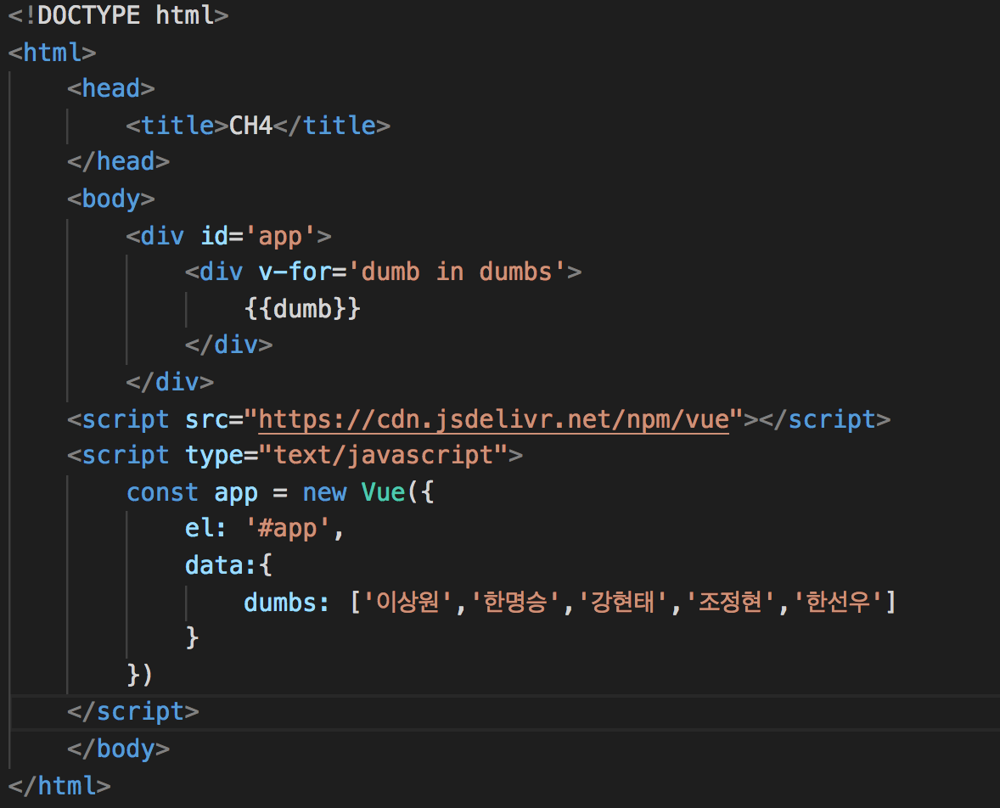 <!DOCTYPE html>
<html>
    <head>
        <title>CH4</title>
    </head>
    <body>
        <div id='app'>
            <div v-for='dumb in dumbs'>
                {{dumb}}
            </div>
        </div>
    <script src="https://cdn.jsdelivr.net/npm/vue"></script>
    <script type="text/javascript">
        const app = new Vue({
            el: '#app',
            data:{
                dumbs: ['이상원','한명승','강현태','조정현','한선우']
            }
        })
    </script>
    </body>
</html>